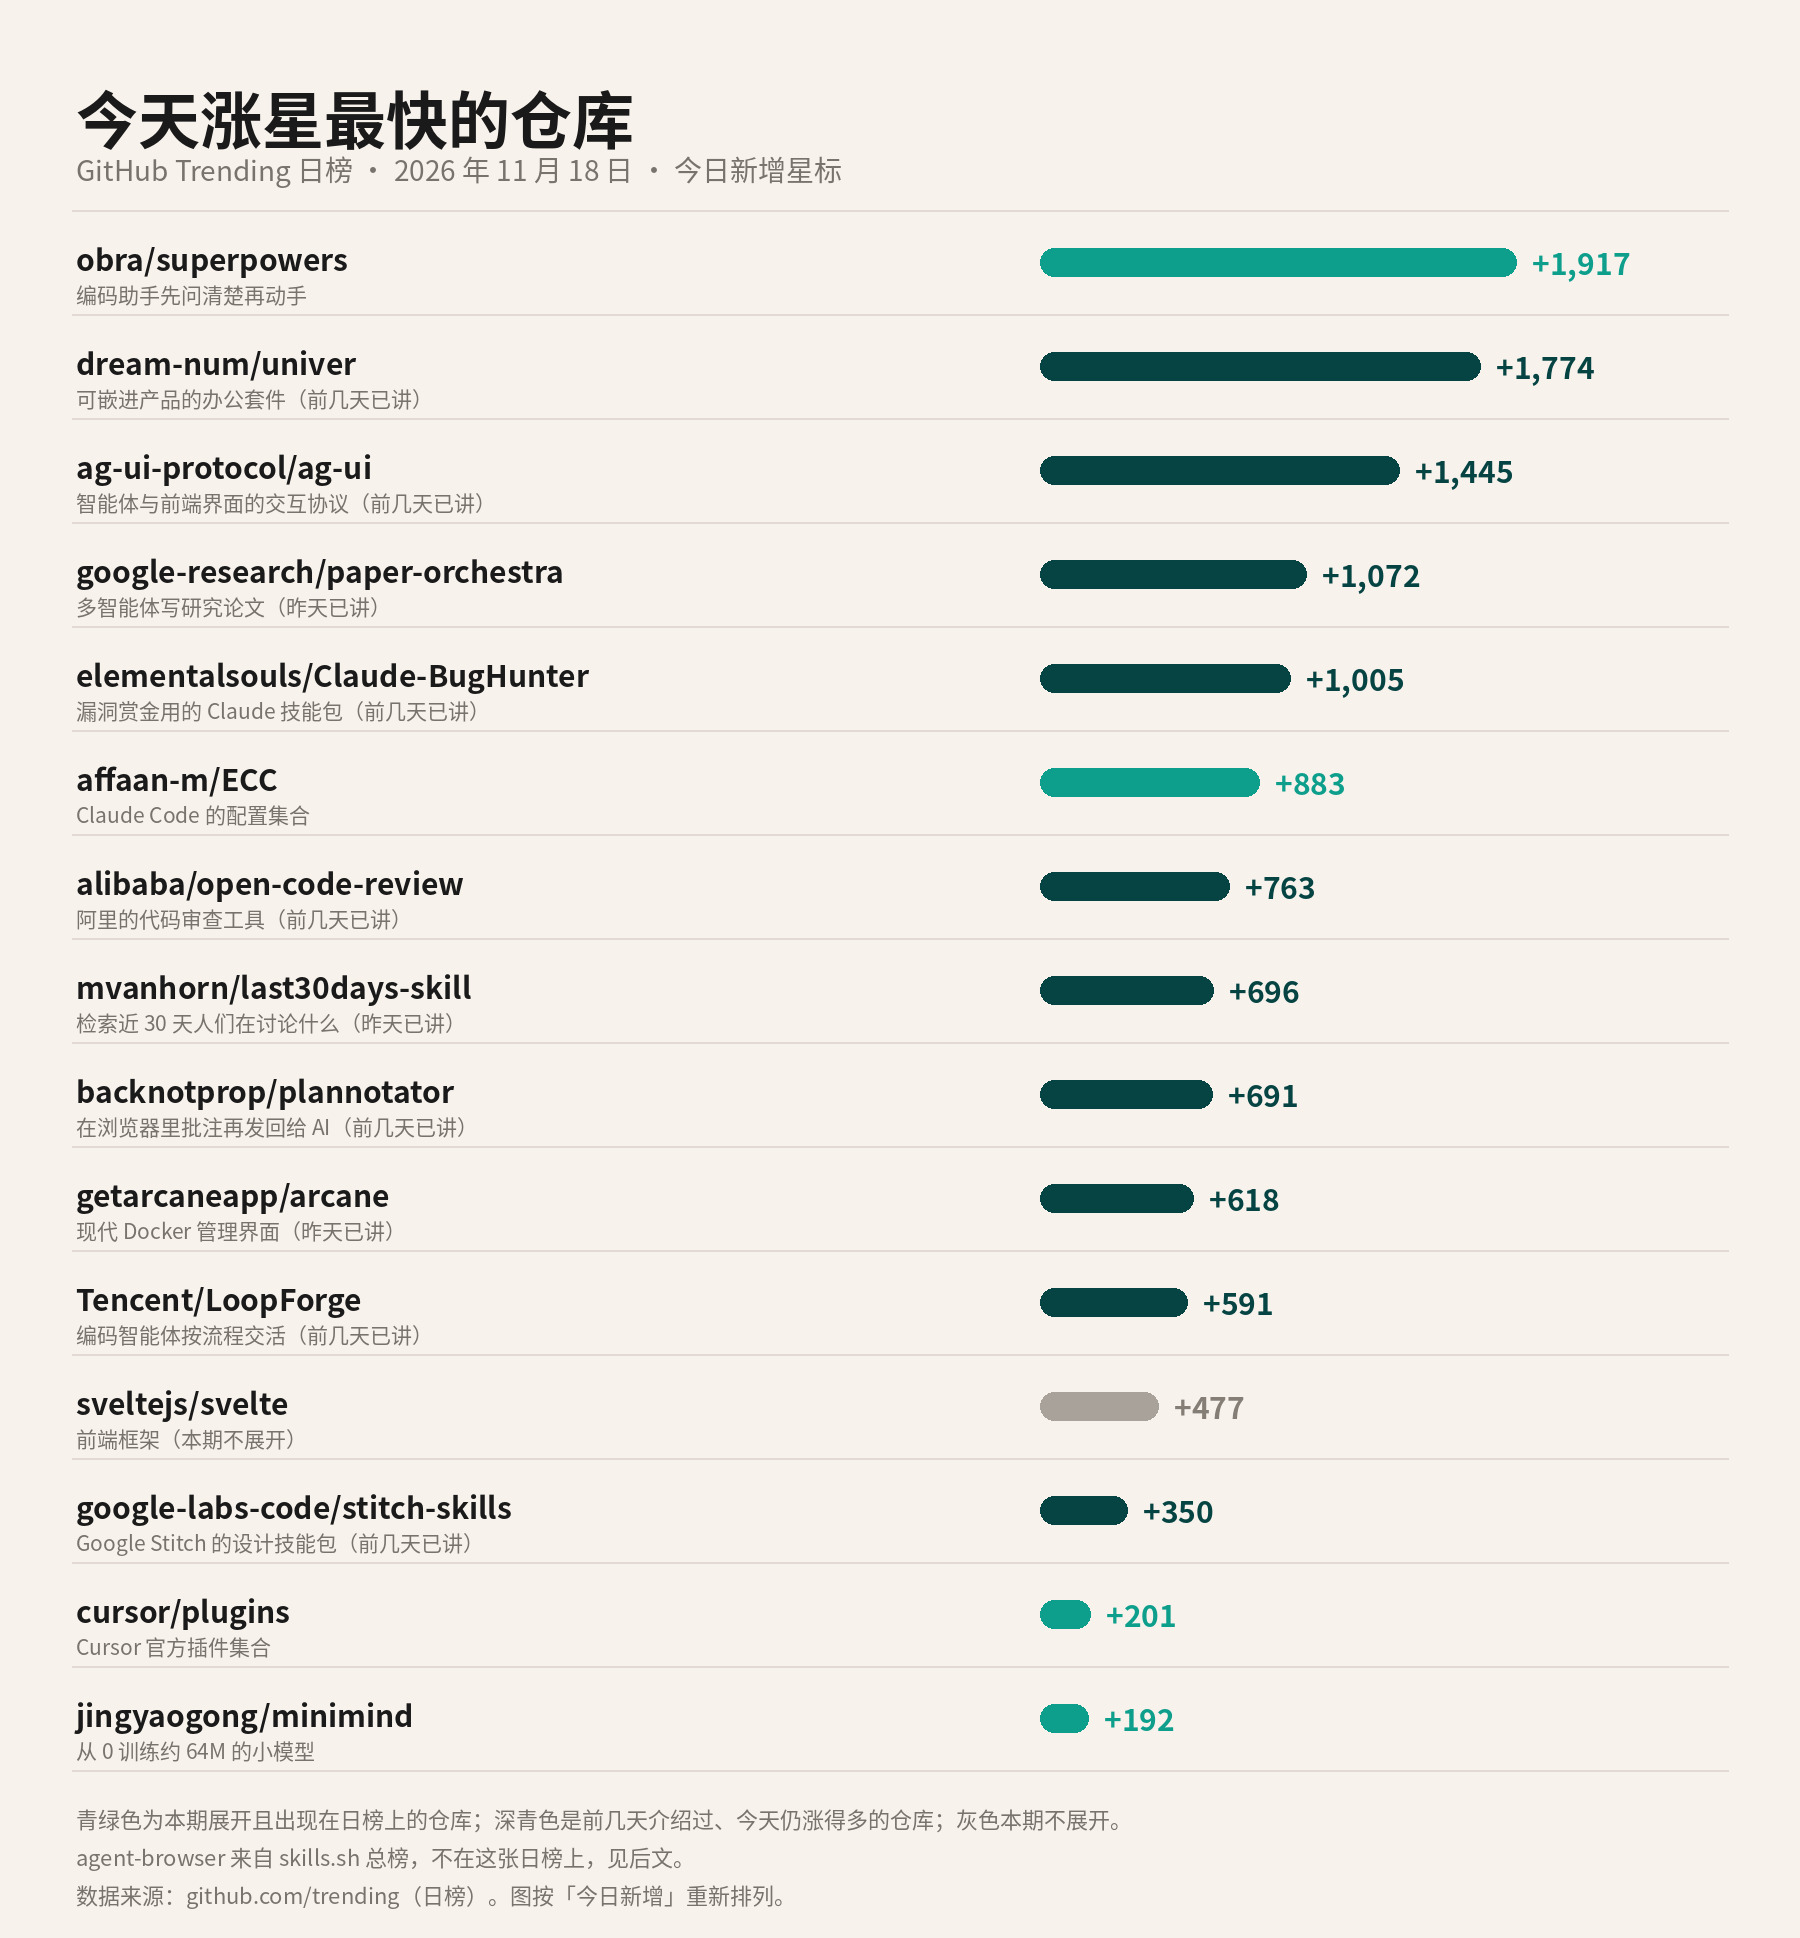 今天涨星最快的仓库
GitHub Trending 日榜 · 2026 年 11 月 18 日 · 今日新增星标
obra/superpowers
+1,917
编码助手先问清楚再动手
dream-num/univer
+1,774
可嵌进产品的办公套件（前几天已讲）
ag-ui-protocol/ag-ui
+1,445
智能体与前端界面的交互协议（前几天已讲）
google-research/paper-orchestra
+1,072
多智能体写研究论文（昨天已讲）
elementalsouls/Claude-BugHunter
+1,005
漏洞赏金用的 Claude 技能包（前几天已讲）
affaan-m/ECC
+883
Claude Code 的配置集合
alibaba/open-code-review
+763
阿里的代码审查工具（前几天已讲）
mvanhorn/last30days-skill
+696
检索近 30 天人们在讨论什么（昨天已讲）
backnotprop/plannotator
+691
在浏览器里批注再发回给 AI（前几天已讲）
getarcaneapp/arcane
+618
现代 Docker 管理界面（昨天已讲）
Tencent/LoopForge
+591
编码智能体按流程交活（前几天已讲）
sveltejs/svelte
+477
前端框架（本期不展开）
google-labs-code/stitch-skills
+350
Google Stitch 的设计技能包（前几天已讲）
cursor/plugins
+201
Cursor 官方插件集合
jingyaogong/minimind
+192
从 0 训练约 64M 的小模型
青绿色为本期展开且出现在日榜上的仓库；深青色是前几天介绍过、今天仍涨得多的仓库；灰色本期不展开。
agent-browser 来自 skills.sh 总榜，不在这张日榜上，见后文。
数据来源：github.com/trending（日榜）。图按「今日新增」重新排列。